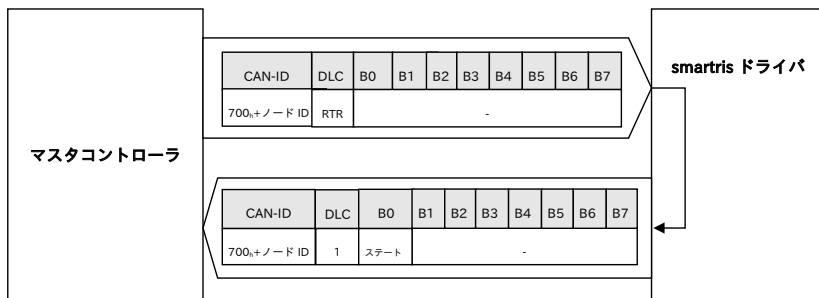 CAN-ID DLC B0 B1 B2 B3 B4 B5 B6 B7
smartris ドライバ
700h+ノード ID RTR -
マスタコントローラ
CAN-ID DLC B0 B1 B2 B3 B4 B5 B6 B7
700h+ノード ID 1 ステート -